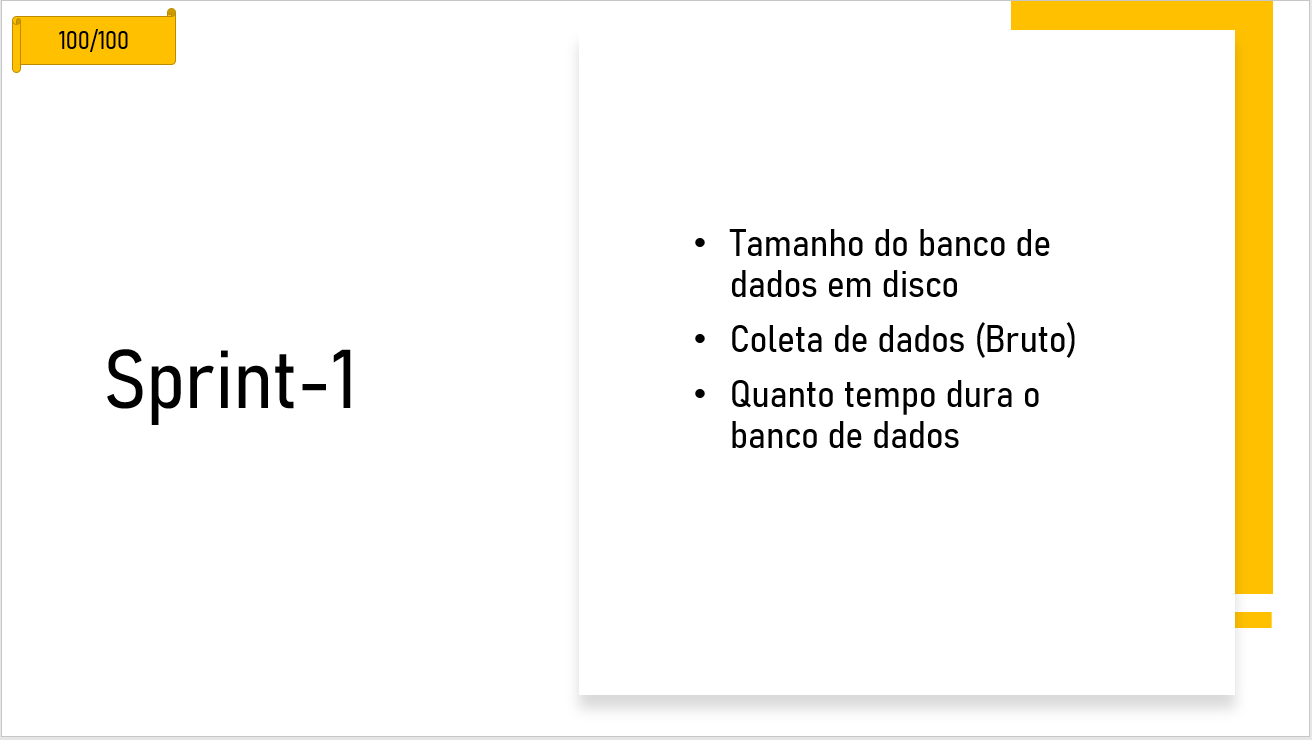 100/100
Sprint-1
• Tamanho do banco de
dados em disco
• Coleta de dados (Bruto)
• Quanto tempo dura o
banco de dados